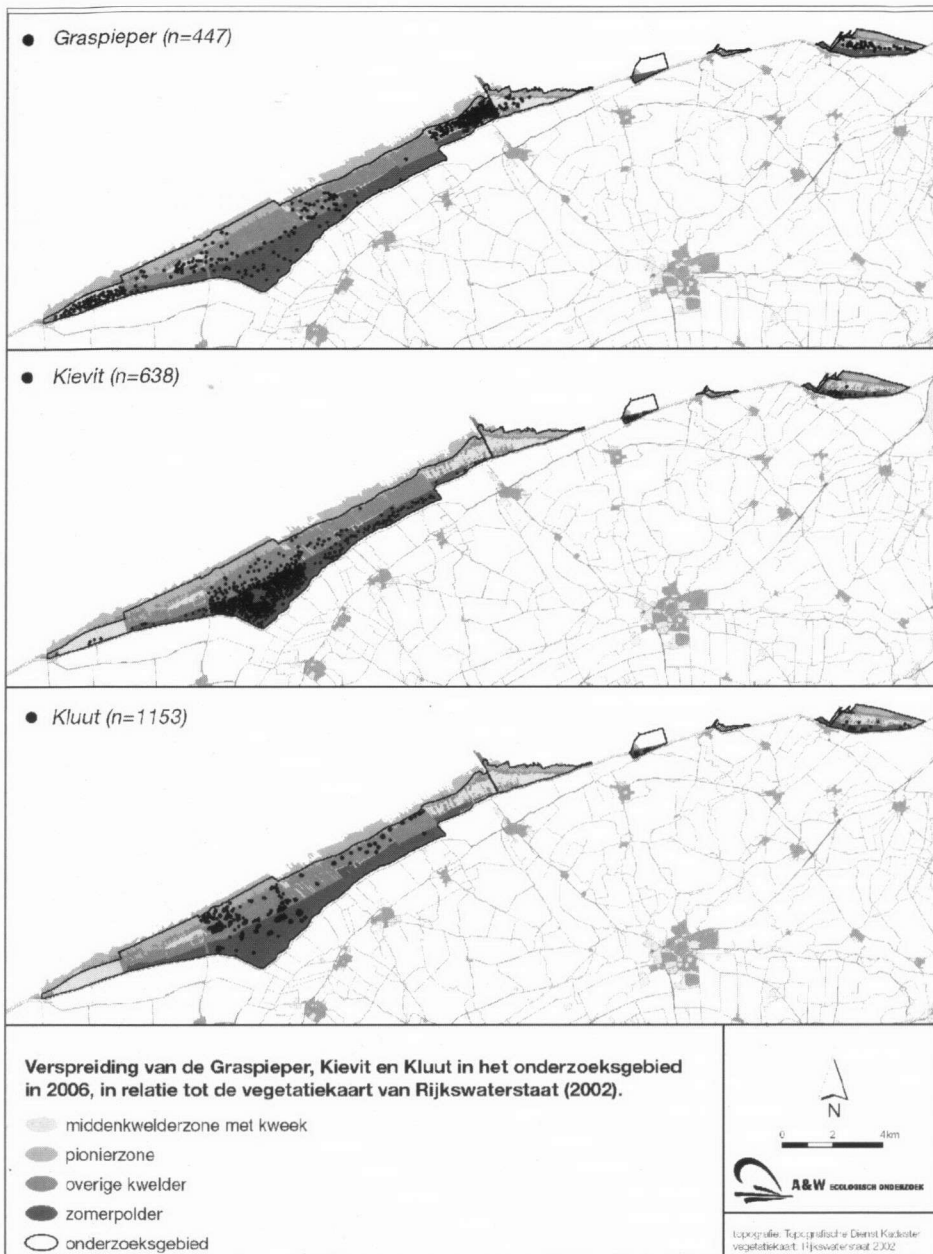 Graspieper (n=447)
Kievit (n=638)
Kluut (n=1153)
Verspreiding van de Graspieper, Kievit en Kluut in het onderzoeksgebied
in 2006, in relatie tot de vegetatiekaart van Rijkswaterstaat (2002).
middenkwelderzone met kweek
pionierzone
overige kwelder
zomerpolder
onderzoeksgebied
N
0 2 4km
A&W ECOLOGISCH ONDERZOEK
topografie: Topografische Dienst Kadaster
vegetatiekaart: Rijkswaterstaat 2002